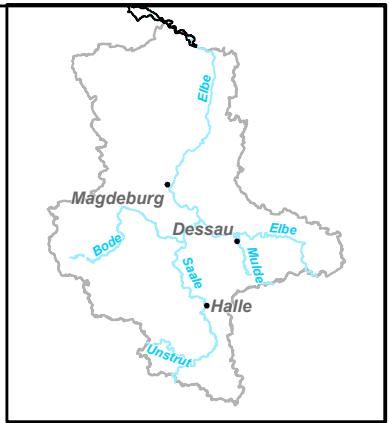 Elbe
Magdeburg
Dessau
Elbe
Bode
Mulde
Saale
Halle
Unstrut